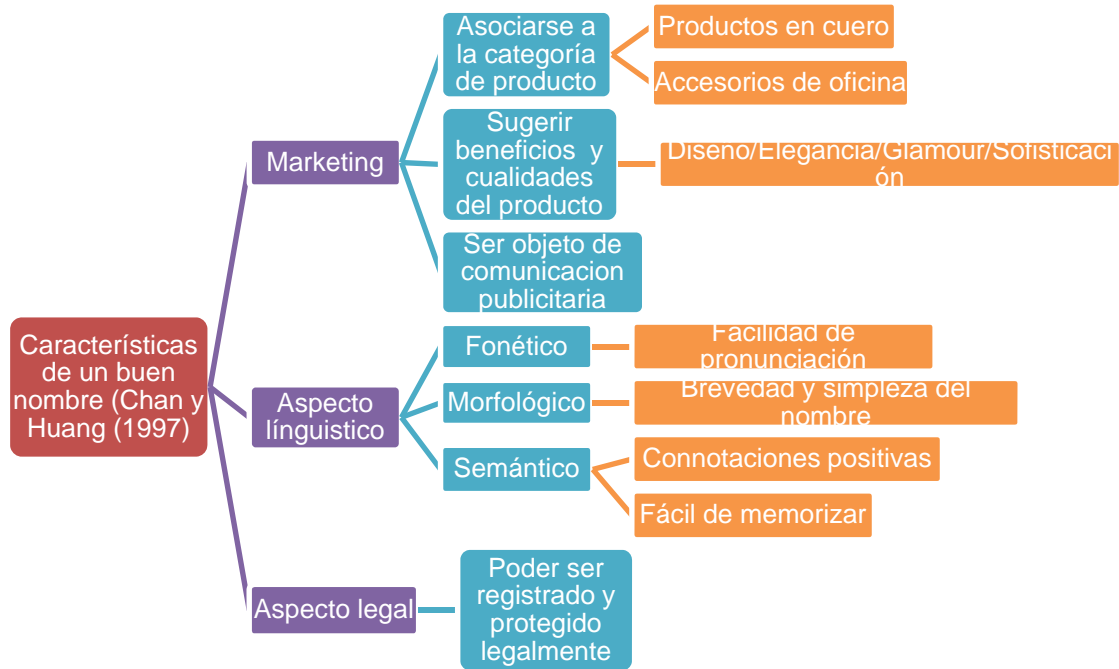 Características
de un buen
nombre (Chan y
Huang (1997)
Marketing
Asociarse a
la categoría
de producto
Productos en cuero
Accesorios de oficina
Sugerir
beneficios y
cualidades
del producto
Diseño/Elegancia/Glamour/Sofisticaci
ón
Ser objeto de
comunicacion
publicitaria
Aspecto
línguistico
Fonético
Facilidad de
pronunciación
Morfológico
Brevedad y simpleza del
nombre
Semántico
Connotaciones positivas
Fácil de memorizar
Aspecto legal
Poder ser
registrado y
protegido
legalmente